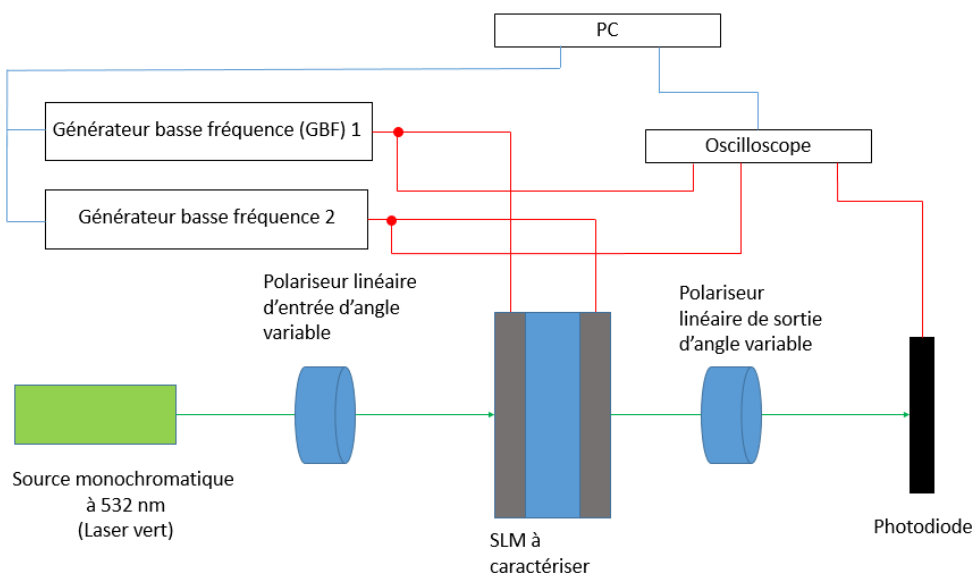 PC
Générateur basse fréquence (GBF) 1
Oscilloscope
Générateur basse fréquence 2
Polariseur linéaire
d'entrée d'angle
variable
Polariseur
linéaire de sortie
d'angle variable
Source monochromatique
à 532 nm
(Laser vert)
SLM à
caractériser
Photodiode